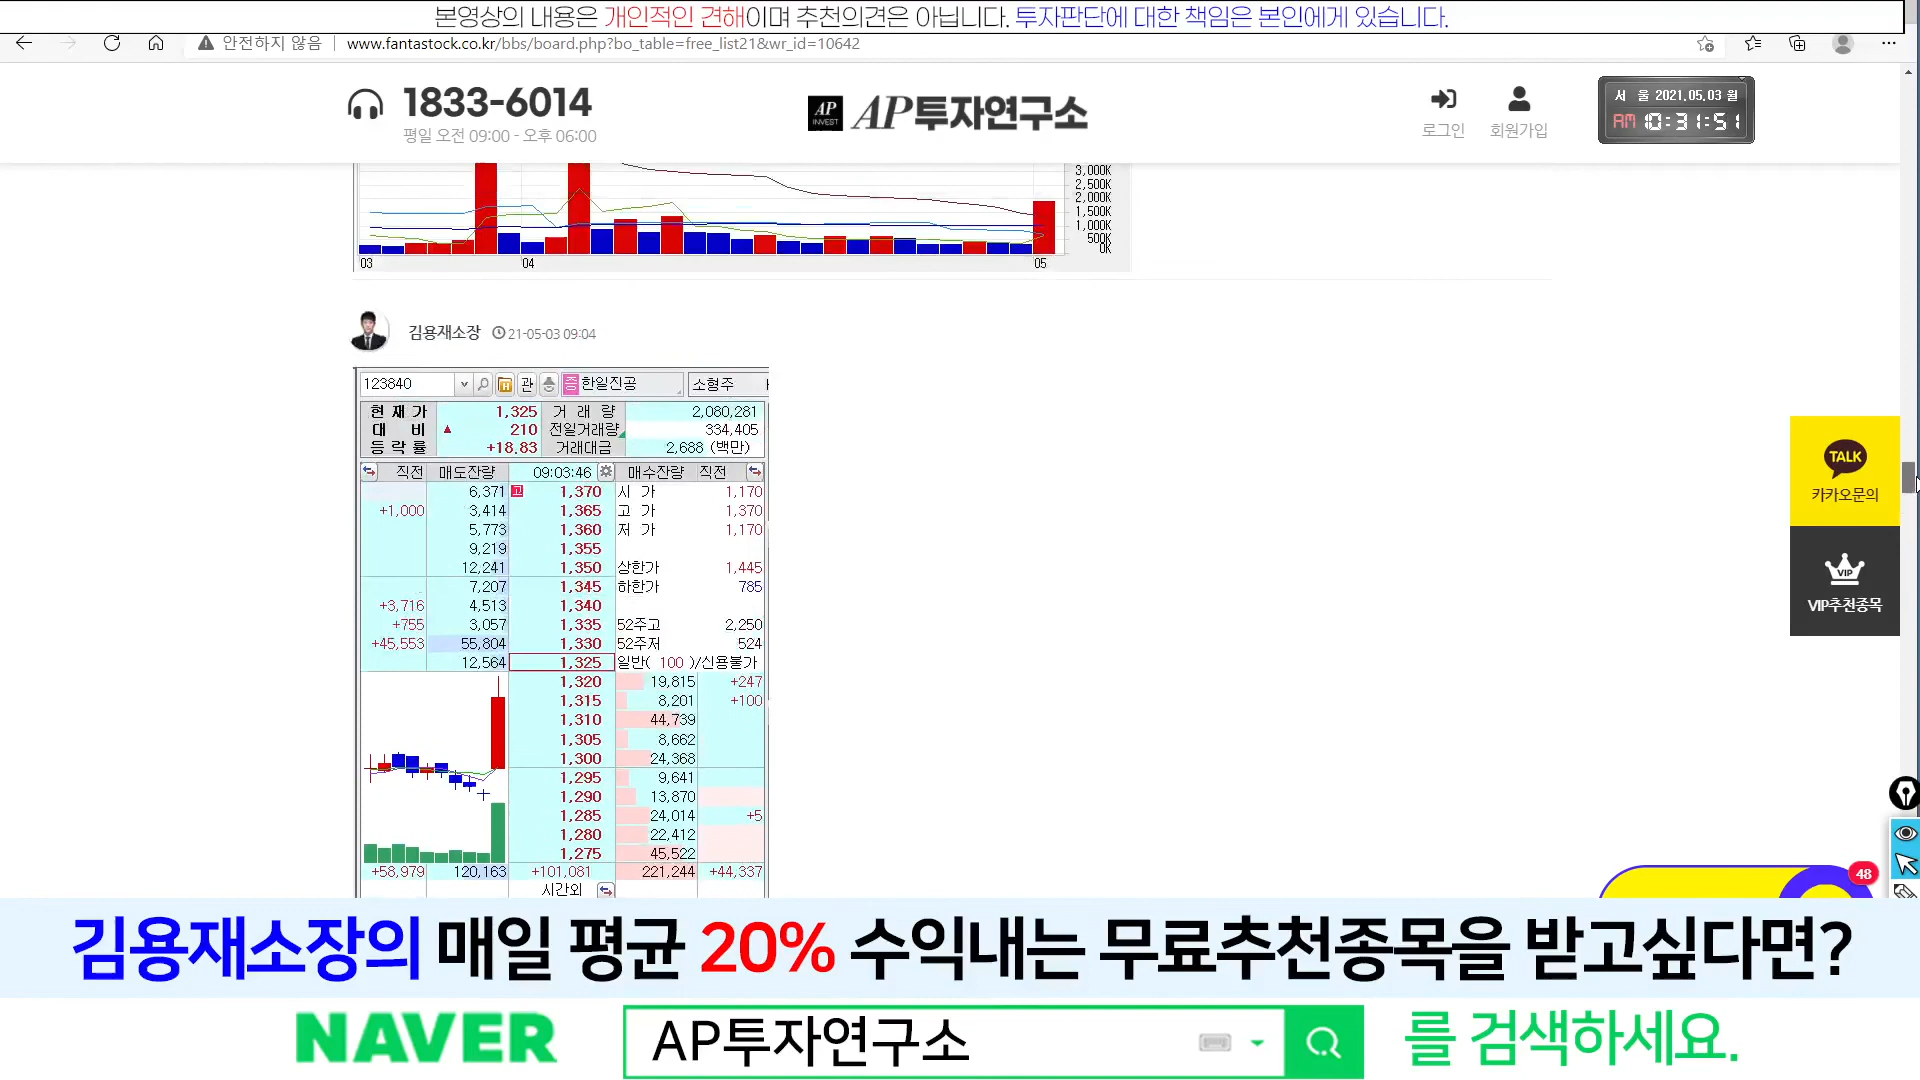 본영상의 내용은 개인적인 견해이며 추천의견은 아닙니다. 투자판단에 대한 책임은 본인에게 있습니다.
안전하지 않음 www.fantastock.co.kr/bbs/board.php?bo_table=free_list21&wr_id=10642
1833-6014
평일 오전 09:00 - 오후 06:00
AP INVEST AP투자연구소
로그인 회원가입
서 울 2021.05.03 월
AM 10:31:51
3,000K
2,500K
2,000K
1,500K
1,000K
500K
0K
03 04 05
김용재소장 21-05-03 09:04
123840 관 증 한일진공 소형주
현재가 1,325 거래량 2,080,281
대비 ▲ 210 전일거래량 334,405
등락률 +18.83 거래대금 2,688 (백만)
직전 매도잔량 09:03:46 매수잔량 직전
6,371 고 1,370 시 가 1,170
+1,000 3,414 1,365 고 가 1,370
5,773 1,360 저 가 1,170
9,219 1,355
12,241 1,350 상한가 1,445
7,207 1,345 하한가 785
+3,716 4,513 1,340
+755 3,057 1,335 52주고 2,250
+45,553 55,804 1,330 52주저 524
12,564 1,325 일반( 100 )/신용불가
1,320 19,815 +247
1,315 8,201 +100
1,310 44,739
1,305 8,662
1,300 24,368
1,295 9,641
1,290 13,870
1,285 24,014 +5
1,280 22,412
1,275 45,522
+58,979 120,163 +101,081 221,244 +44,337
시간외
TALK
카카오문의
VIP
VIP추천종목
48
김용재소장의 매일 평균 20% 수익내는 무료추천종목을 받고싶다면?
NAVER AP투자연구소 를 검색하세요.